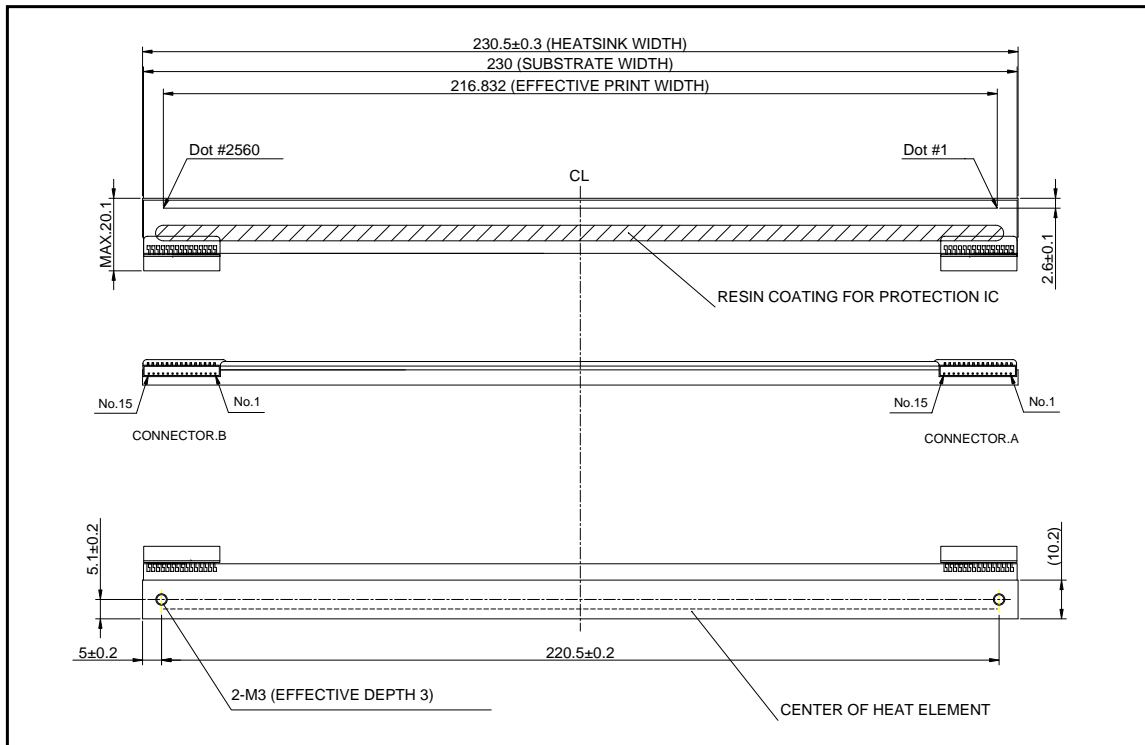 230.5±0.3 (HEATSINK WIDTH)
230 (SUBSTRATE WIDTH)
216.832 (EFFECTIVE PRINT WIDTH)
Dot #2560
Dot #1
CL
MAX.20.1
2.6±0.1
RESIN COATING FOR PROTECTION IC
No.15
No.1
No.15
No.1
CONNECTOR.B
CONNECTOR.A
5.1±0.2
(10.2)
5±0.2
220.5±0.2
2-M3 (EFFECTIVE DEPTH 3)
CENTER OF HEAT ELEMENT